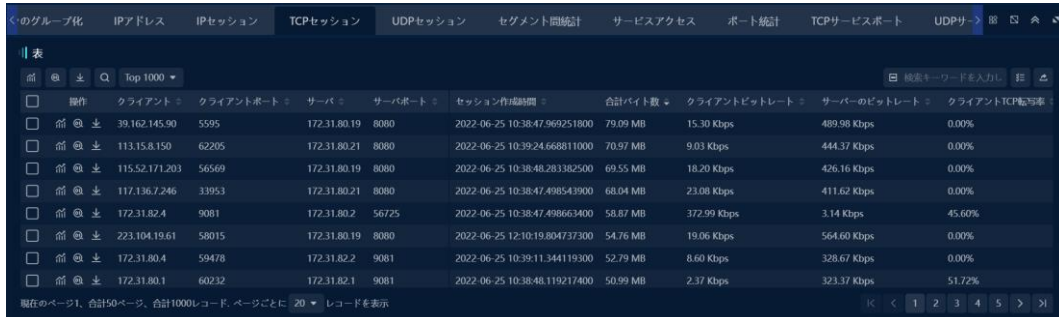 のグループ化 IPアドレス IPセッション TCPセッション UDPセッション セグメント間統計 サービスアクセス ポート統計 TCPサービスポート UDPサ
表
Top 1000 検索キーワードを入力し
操作 クライアント クライアントポート サーバ サーバポート セッション作成時間 合計バイト数 クライアントビットレート サーバーのビットレート クライアントTCP転写率
39.162.145.90 5595 172.31.80.19 8080 2022-06-25 10:38:47.969251800 79.09 MB 15.30 Kbps 489.98 Kbps 0.00%
113.15.8.150 62205 172.31.80.21 8080 2022-06-25 10:39:24.668811000 70.97 MB 9.03 Kbps 444.37 Kbps 0.00%
115.52.171.203 56569 172.31.80.19 8080 2022-06-25 10:38:48.283382500 69.55 MB 18.20 Kbps 426.16 Kbps 0.00%
117.136.7.246 33953 172.31.80.21 8080 2022-06-25 10:38:47.498543900 68.04 MB 23.08 Kbps 411.62 Kbps 0.00%
172.31.82.4 9081 172.31.80.2 56725 2022-06-25 10:38:47.498663400 58.87 MB 372.99 Kbps 3.14 Kbps 45.60%
223.104.19.61 58015 172.31.80.19 8080 2022-06-25 12:10:19.804737300 54.76 MB 19.06 Kbps 564.60 Kbps 0.00%
172.31.80.4 59478 172.31.82.2 9081 2022-06-25 10:39:11.344119300 52.79 MB 8.60 Kbps 328.67 Kbps 0.00%
172.31.80.1 60232 172.31.82.1 9081 2022-06-25 10:38:48.119217400 50.99 MB 2.37 Kbps 323.37 Kbps 51.72%
現在のページ1、合計50ページ、合計1000レコード. ページごとに 20 レコードを表示 1 2 3 4 5